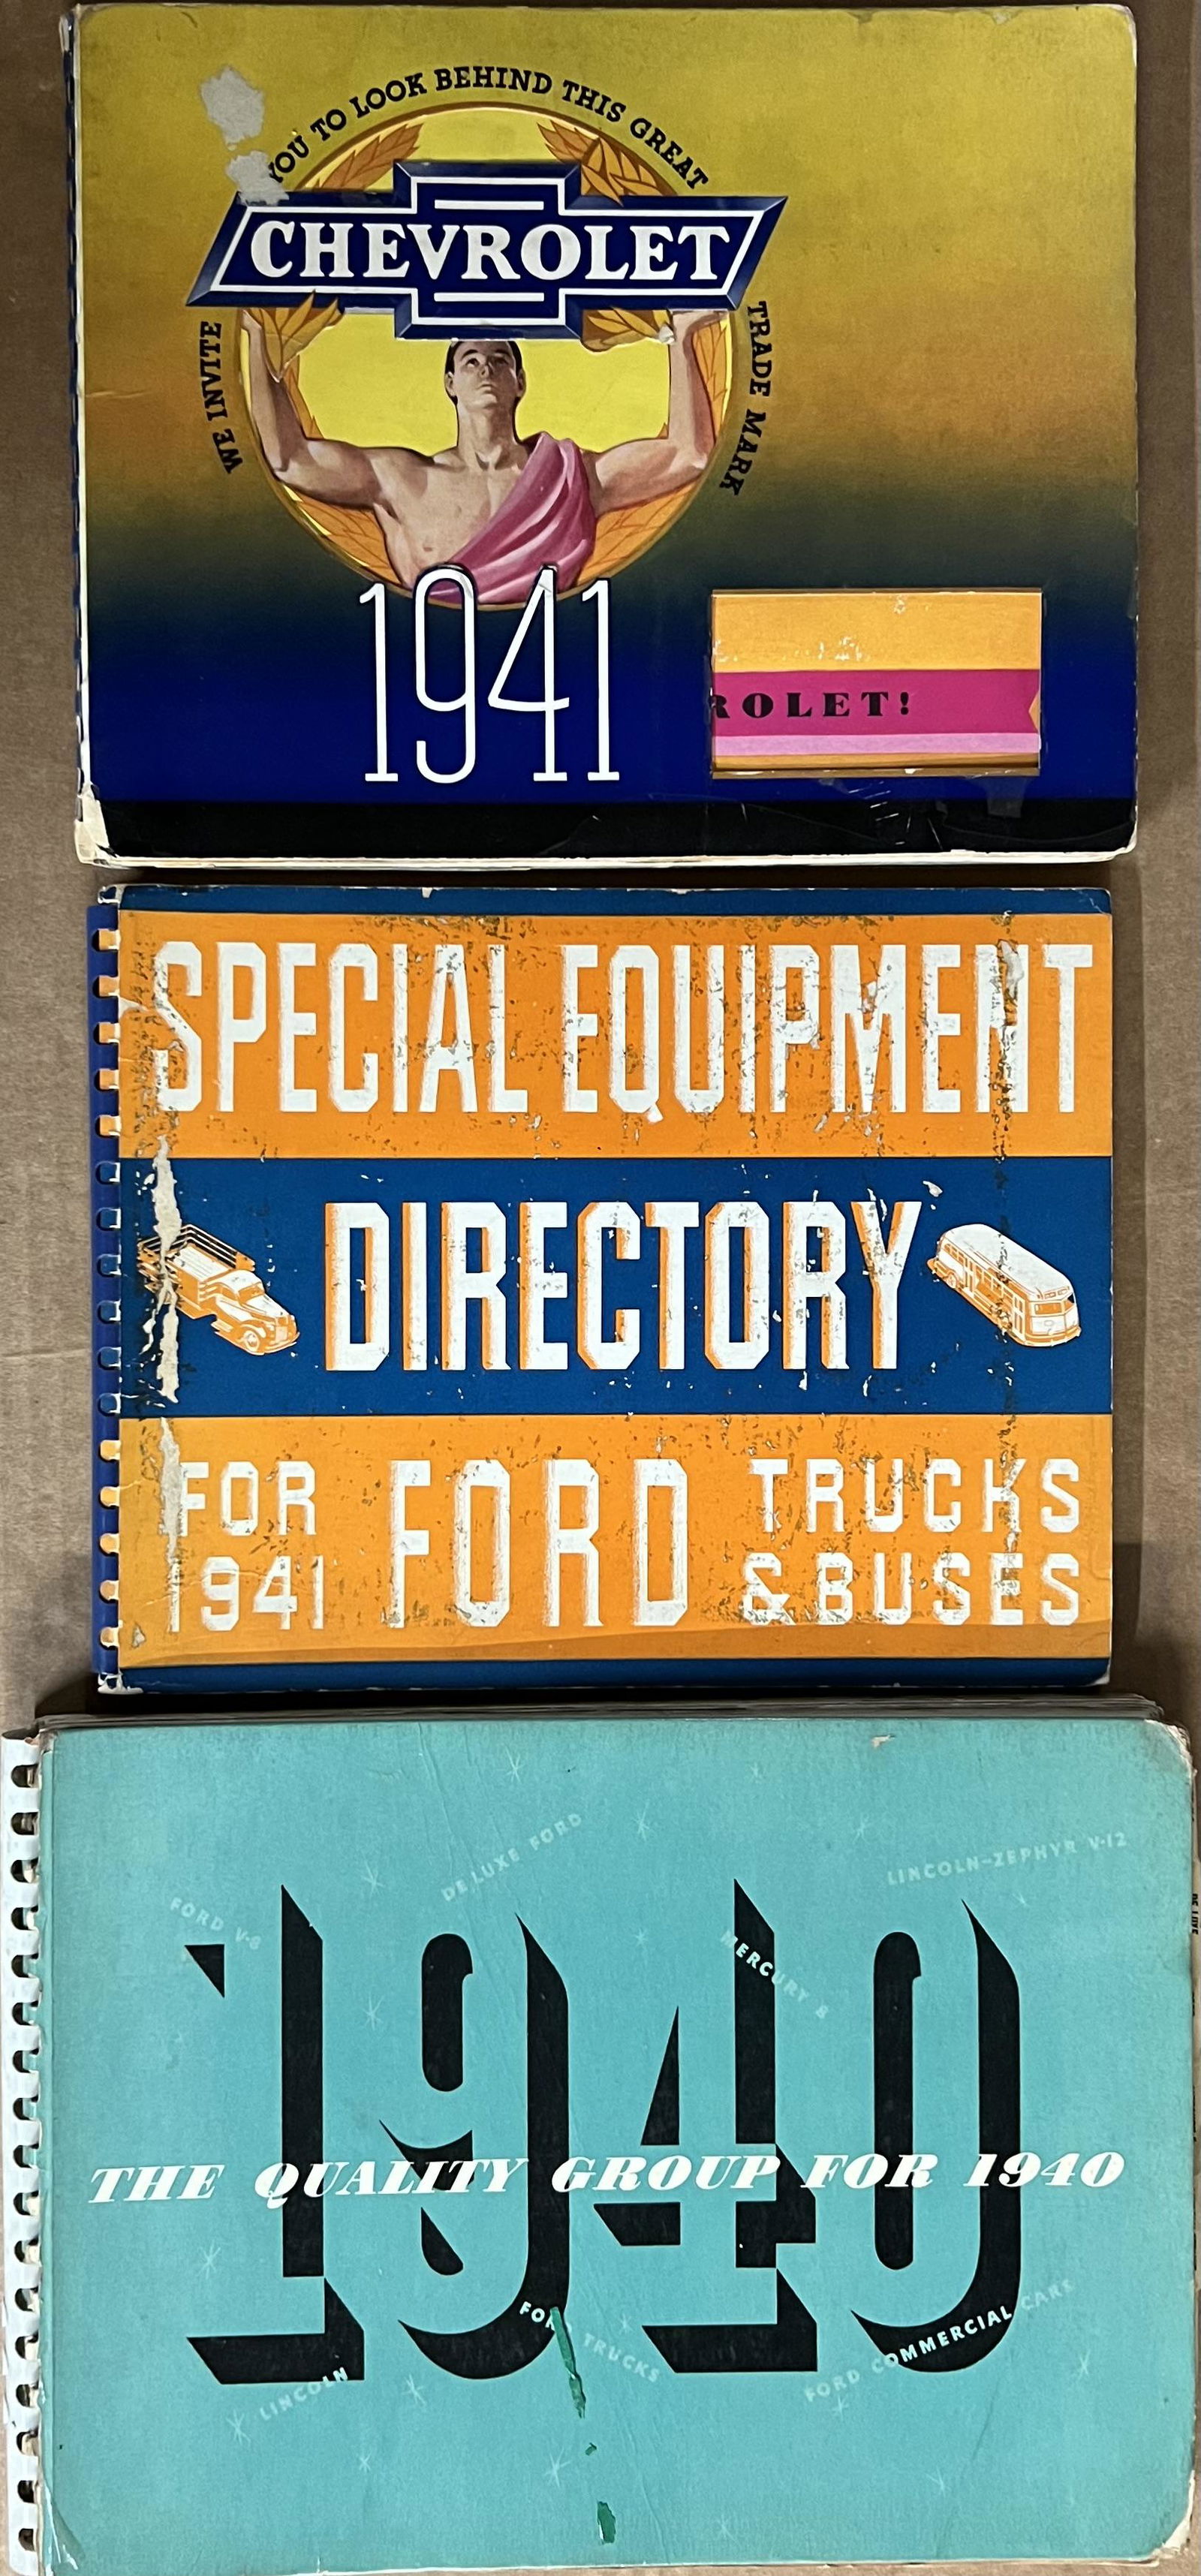 WE INVITE YOU TO LOOK BEHIND THIS GREAT TRADE MARK
CHEVROLET
1941
ROLET!
SPECIAL EQUIPMENT
DIRECTORY
FOR
1941
FORD
TRUCKS
& BUSES
DE LUXE FORD
LINCOLN-ZEPHYR V-12
FORD V-8
MERCURY 8
1940
THE QUALITY GROUP FOR 1940
FORD TRUCKS
FORD COMMERCIAL CARS
LINCOLN